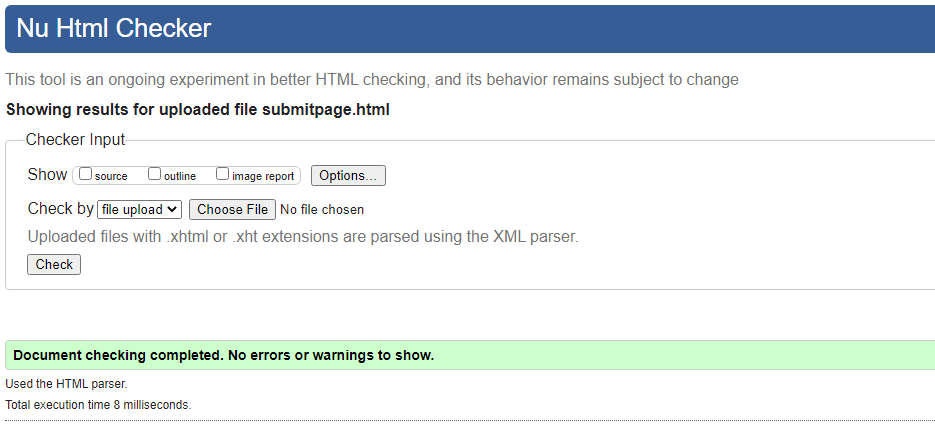 Nu Html Checker
This tool is an ongoing experiment in better HTML checking, and its behavior remains subject to change
Showing results for uploaded file submitpage.html
Checker Input
Show source outline image report Options...
Check by file upload Choose File No file chosen
Uploaded files with .xhtml or .xht extensions are parsed using the XML parser.
Check
Document checking completed. No errors or warnings to show.
Used the HTML parser.
Total execution time 8 milliseconds.